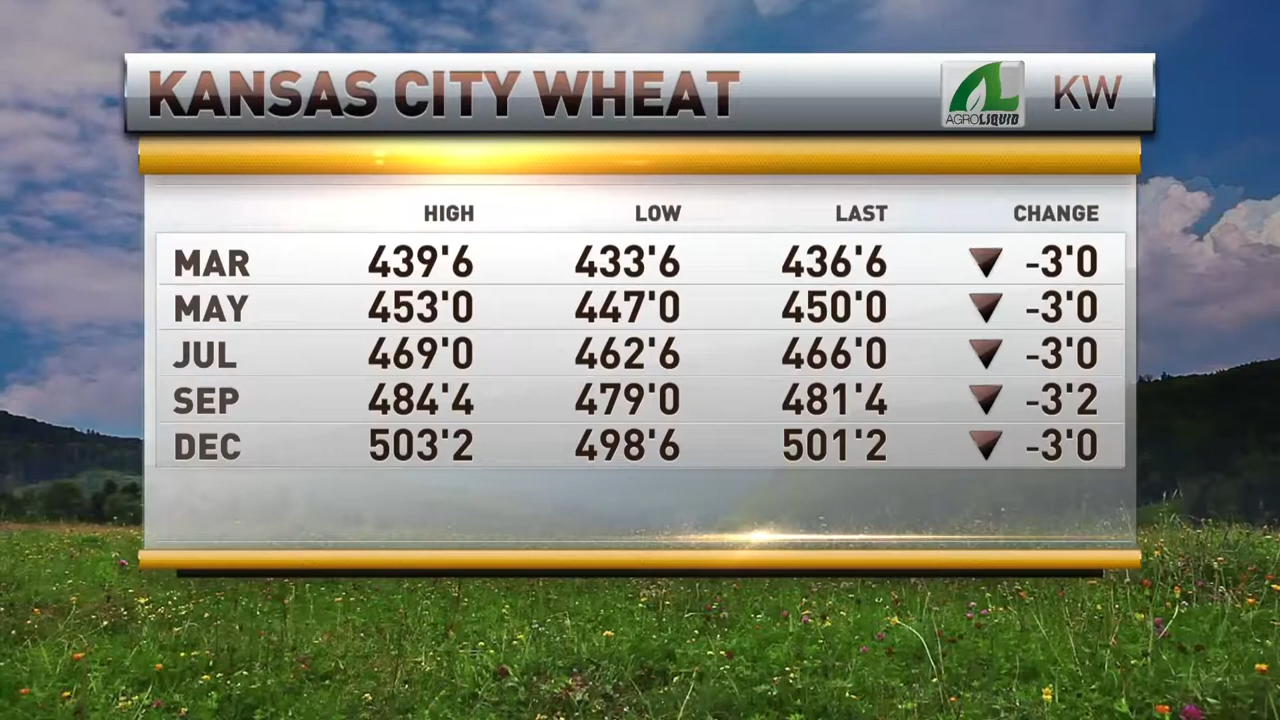 KANSAS CITY WHEAT AGROLIQUID KW
HIGH LOW LAST CHANGE
MAR 439'6 433'6 436'6 -3'0
MAY 453'0 447'0 450'0 -3'0
JUL 469'0 462'6 466'0 -3'0
SEP 484'4 479'0 481'4 -3'2
DEC 503'2 498'6 501'2 -3'0